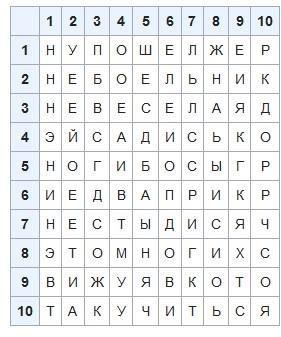 1 2 3 4 5 6 7 8 9 10
1 Н У П О Ш Е Л Ж Е Р
2 Н Е Б О Е Л Ь Н И К
3 Н Е В Е С Е Л А Я Д
4 Э Й С А Д И С Ь К О
5 Н О Г И Б О С Ы Г Р
6 И Е Д В А П Р И К Р
7 Н Е С Т Ы Д И С Я Ч
8 Э Т О М Н О Г И Х С
9 В И Ж У Я В К О Т О
10 Т А К У Ч И Т Ь С Я